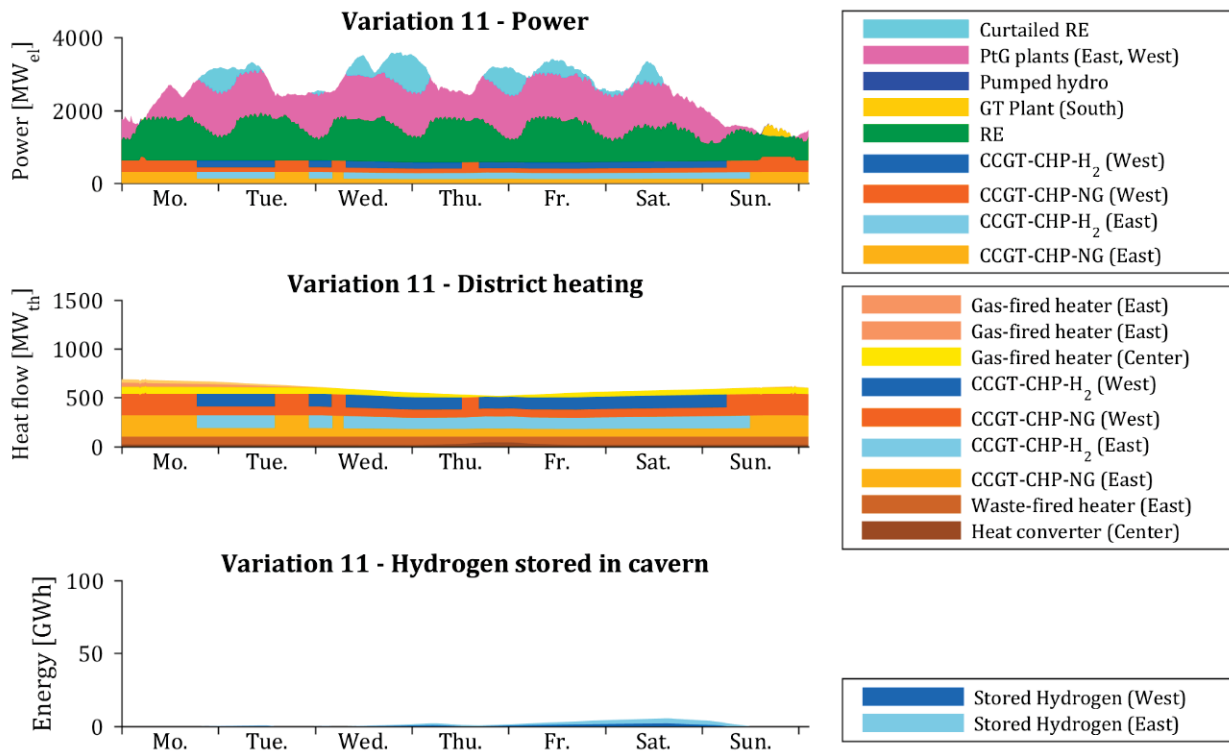 Variation 11 - Power
Power [MWel]
4000
2000
0
Mo. Tue. Wed. Thu. Fr. Sat. Sun.
Curtailed RE
PtG plants (East, West)
Pumped hydro
GT Plant (South)
RE
CCGT-CHP-H2 (West)
CCGT-CHP-NG (West)
CCGT-CHP-H2 (East)
CCGT-CHP-NG (East)
Variation 11 - District heating
Heat flow [MWth]
1500
1000
500
0
Mo. Tue. Wed. Thu. Fr. Sat. Sun.
Gas-fired heater (East)
Gas-fired heater (East)
Gas-fired heater (Center)
CCGT-CHP-H2 (West)
CCGT-CHP-NG (West)
CCGT-CHP-H2 (East)
CCGT-CHP-NG (East)
Waste-fired heater (East)
Heat converter (Center)
Variation 11 - Hydrogen stored in cavern
Energy [GWh]
100
50
0
Mo. Tue. Wed. Thu. Fr. Sat. Sun.
Stored Hydrogen (West)
Stored Hydrogen (East)